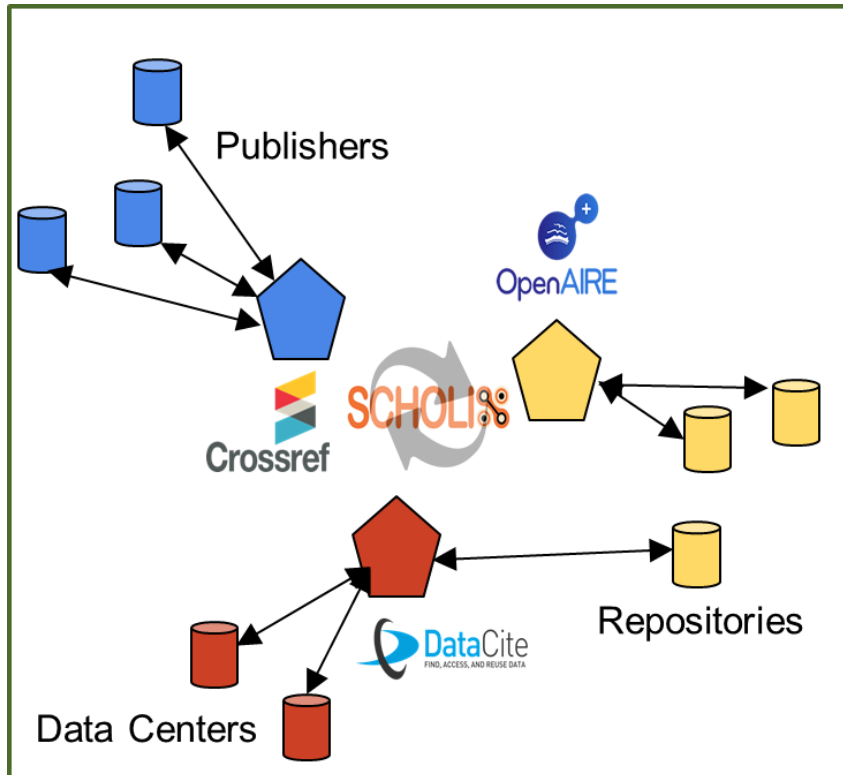 Publishers
+
OpenAIRE
SCHOLIX
Crossref
DataCite
FIND, ACCESS, AND REUSE DATA
Repositories
Data Centers